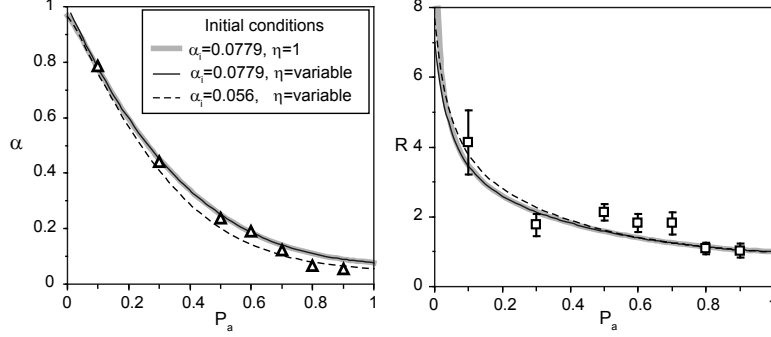 Initial conditions
αᵢ=0.0779, η=1
αᵢ=0.0779, η=variable
αᵢ=0.056, η=variable
1
0.8
0.6
0.4
0.2
0
α
0 0.2 0.4 0.6 0.8 1
Pₐ
8
6
4
2
0
R
0 0.2 0.4 0.6 0.8 1
Pₐ